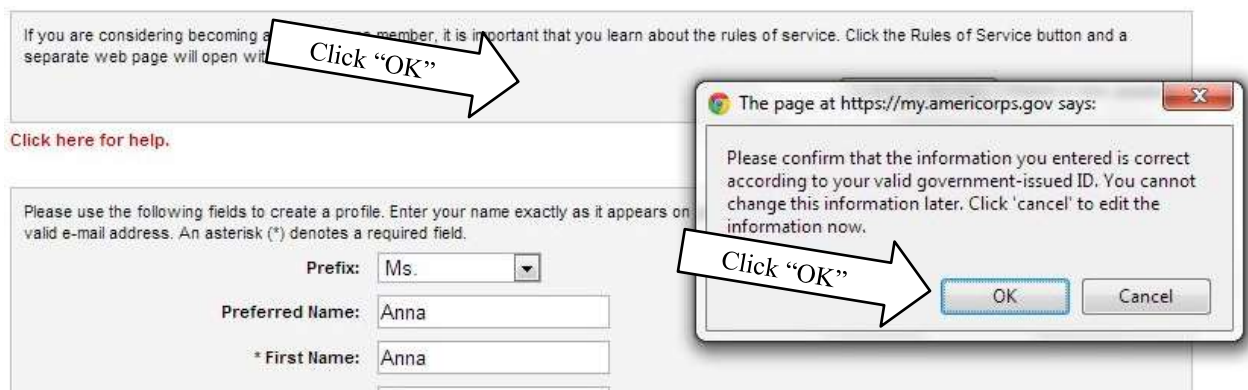 If you are considering becoming a member, it is important that you learn about the rules of service. Click the Rules of Service button and a
separate web page will open wit
Click “OK”
The page at https://my.americorps.gov says:
Please confirm that the information you entered is correct
according to your valid government-issued ID. You cannot
change this information later. Click 'cancel' to edit the
information now.
Click “OK”
OK Cancel
Click here for help.
Please use the following fields to create a profile. Enter your name exactly as it appears on
valid e-mail address. An asterisk (*) denotes a required field.
Prefix: Ms.
Preferred Name: Anna
* First Name: Anna